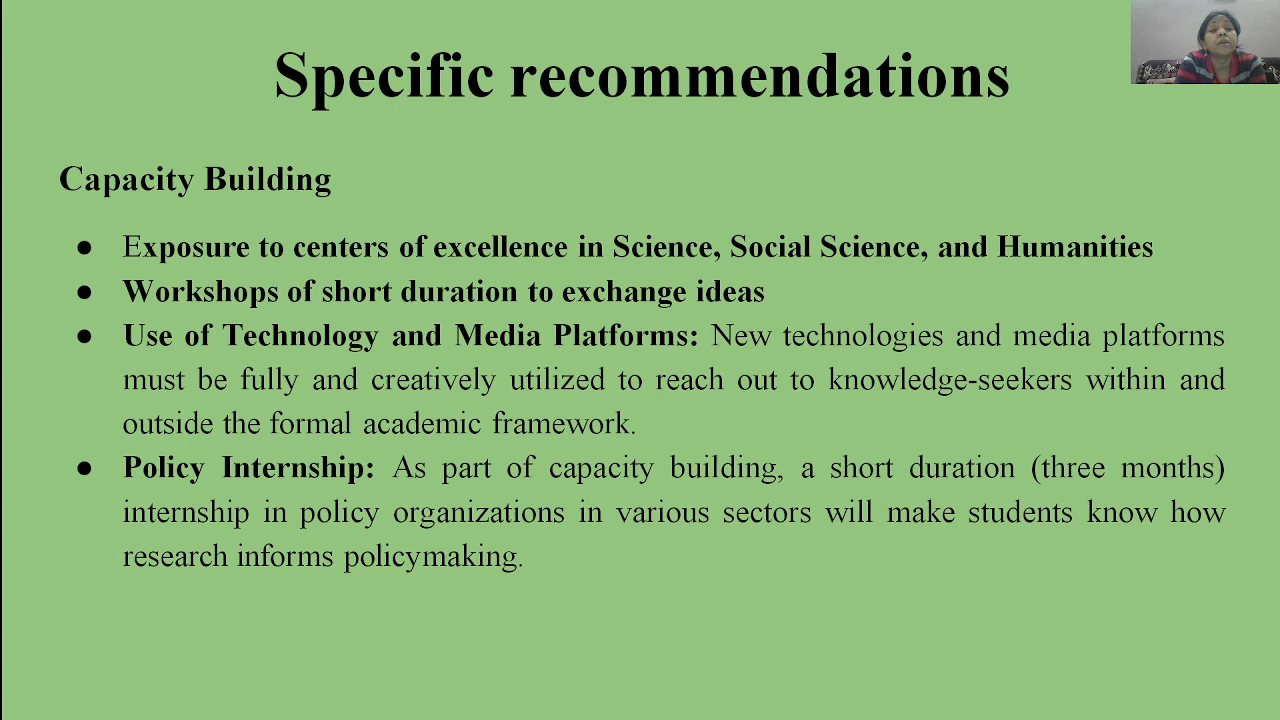 Specific recommendations
Capacity Building
● Exposure to centers of excellence in Science, Social Science, and Humanities
● Workshops of short duration to exchange ideas
● Use of Technology and Media Platforms: New technologies and media platforms
must be fully and creatively utilized to reach out to knowledge-seekers within and
outside the formal academic framework.
● Policy Internship: As part of capacity building, a short duration (three months)
internship in policy organizations in various sectors will make students know how
research informs policymaking.